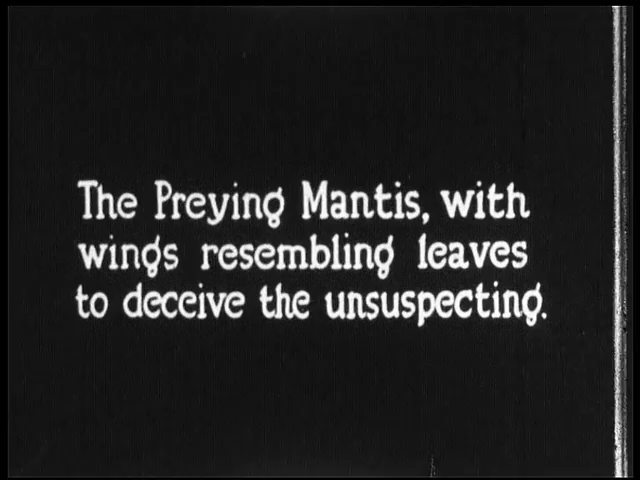 The Preying Mantis, with
wings resembling leaves
to deceive the unsuspecting.